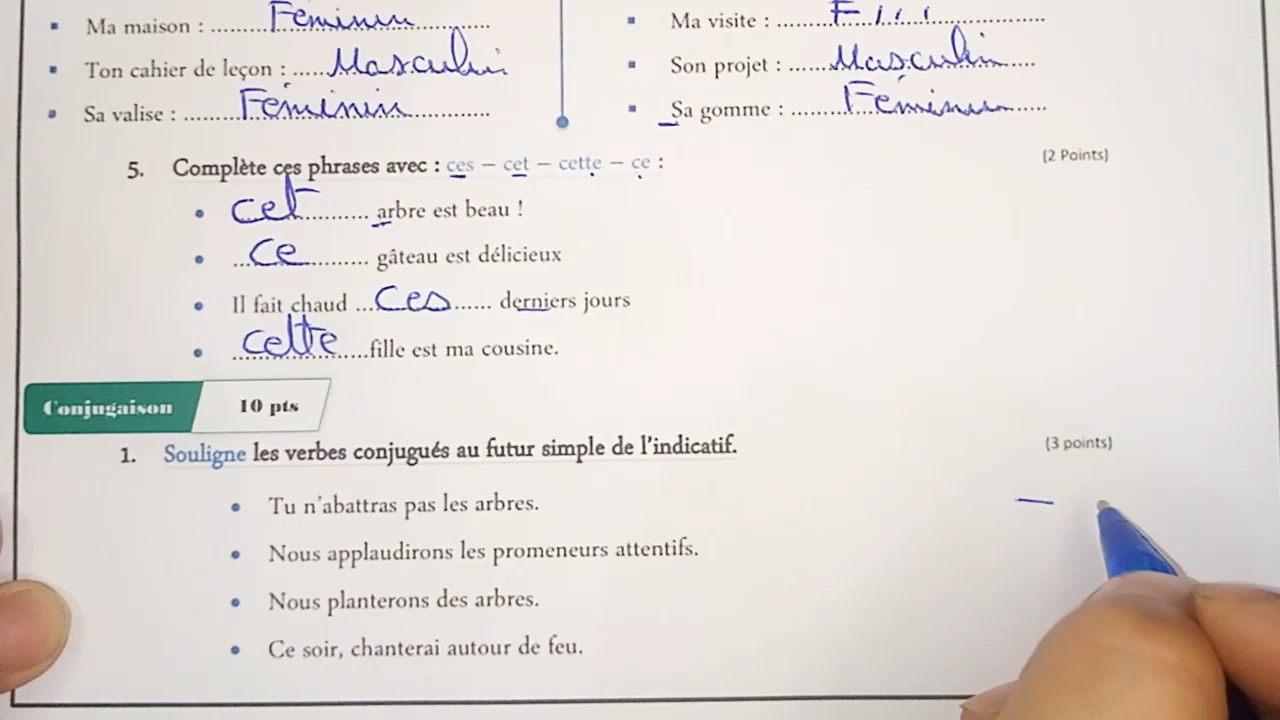 Ma maison : .......Féminin.......
Ton cahier de leçon : ......Masculin
Sa valise : .......Féminin.......
Ma visite : .......F.......
Son projet : ......Masculin.....
Sa gomme : .......Féminin......
5. Complète ces phrases avec : ces – cet – cette – ce : (2 Points)
• cet.......... arbre est beau !
• ...ce.......... gâteau est délicieux
• Il fait chaud ...ces...... derniers jours
• cette.....fille est ma cousine.
Conjugaison 10 pts
1. Souligne les verbes conjugués au futur simple de l'indicatif. (3 points)
• Tu n'abattras pas les arbres.
• Nous applaudirons les promeneurs attentifs.
• Nous planterons des arbres.
• Ce soir, chanterai autour de feu.